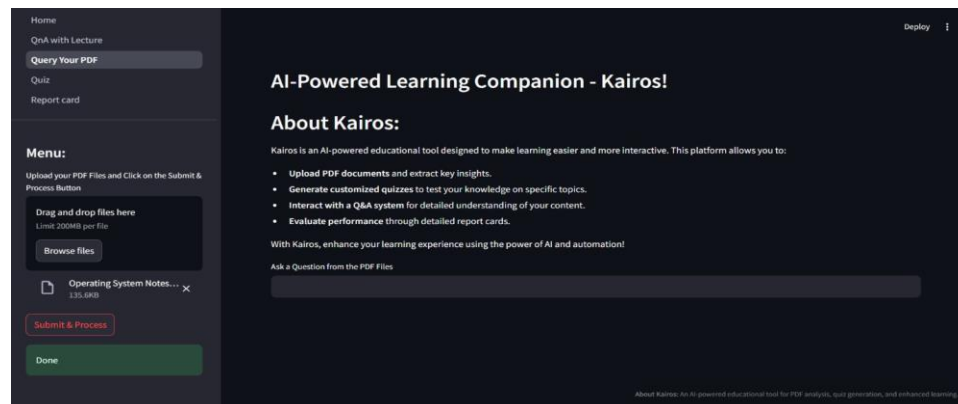 Home
QnA with Lecture
Query Your PDF
Quiz
Report card
Menu:
Upload your PDF Files and Click on the Submit &
Process Button
Drag and drop files here
Limit 200MB per file
Browse files
Operating System Notes...
135.6KB
Submit & Process
Done
Deploy
AI-Powered Learning Companion - Kairos!
About Kairos:
Kairos is an AI-powered educational tool designed to make learning easier and more interactive. This platform allows you to:
• Upload PDF documents and extract key insights.
• Generate customized quizzes to test your knowledge on specific topics.
• Interact with a Q&A system for detailed understanding of your content.
• Evaluate performance through detailed report cards.
With Kairos, enhance your learning experience using the power of AI and automation!
Ask a Question from the PDF Files
About Kairos: An AI-powered educational tool for PDF analysis, quiz generation, and enhanced learning